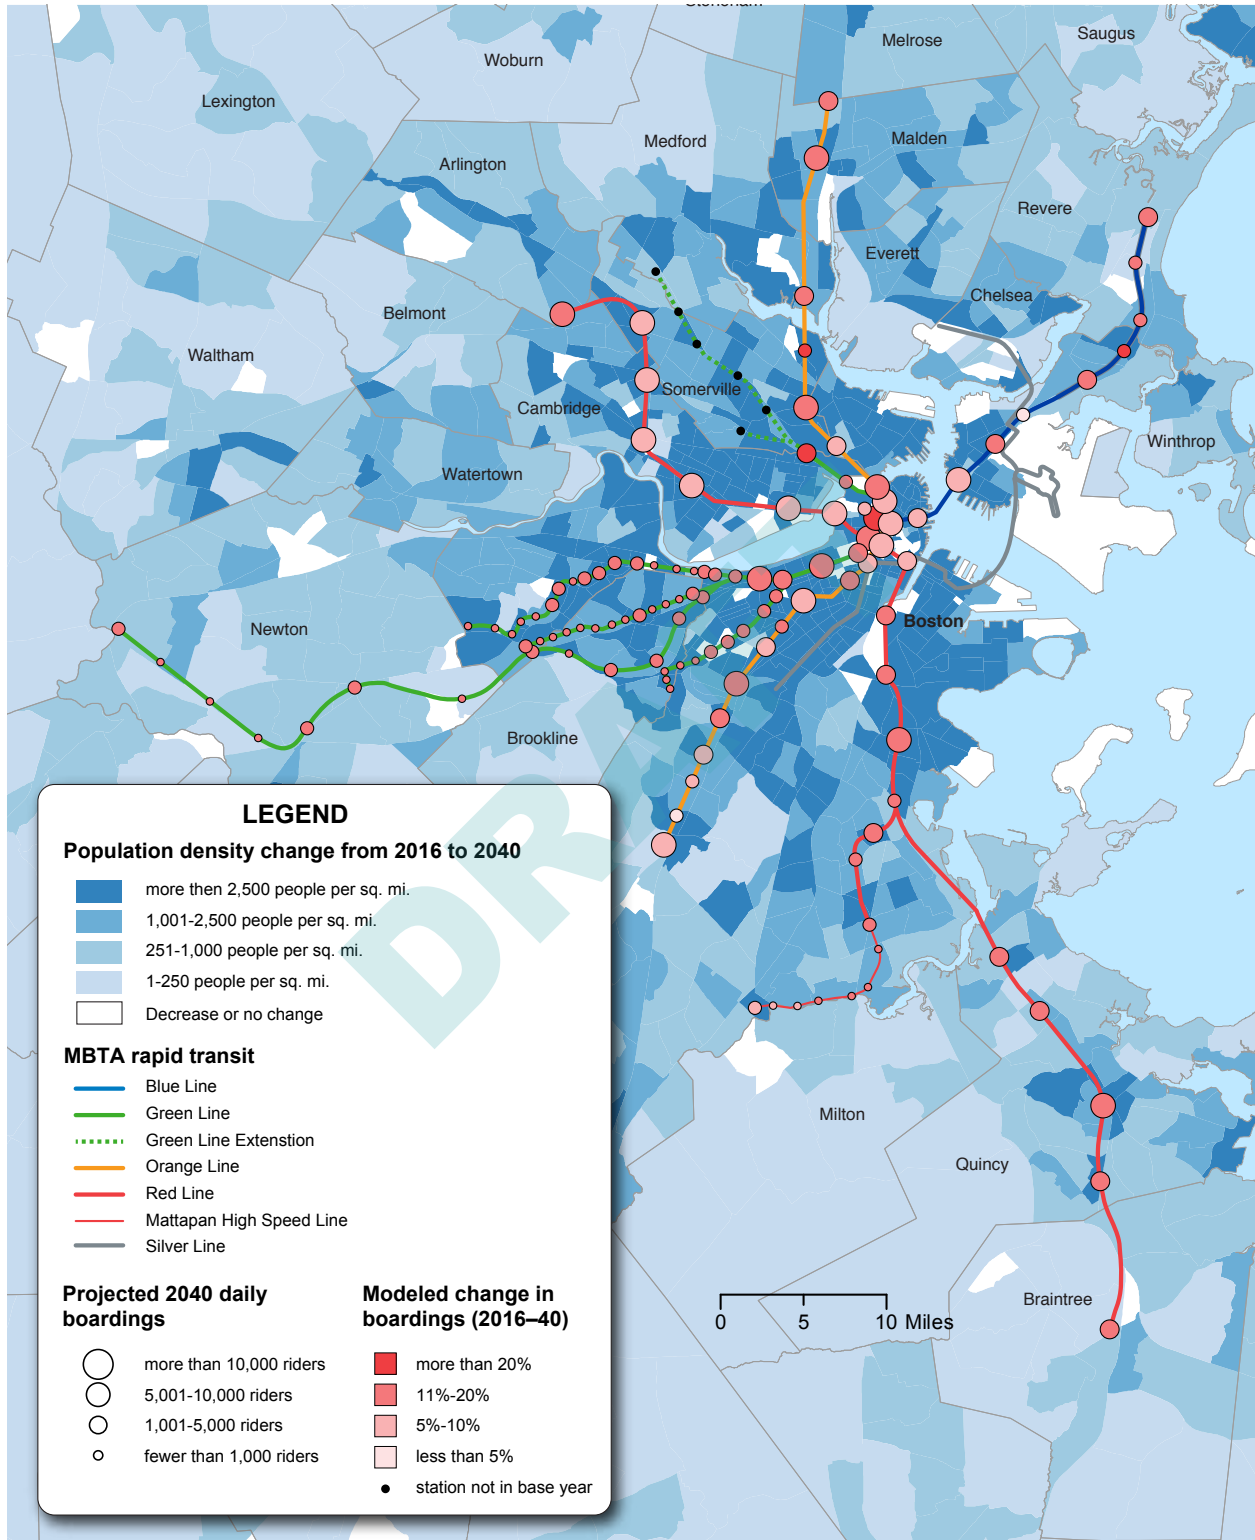 Stoneham
Melrose
Saugus
Woburn
Lexington
Medford
Malden
Arlington
Revere
Everett
Chelsea
Belmont
Waltham
Somerville
Cambridge
Winthrop
Watertown
Boston
Newton
Brookline
DR
LEGEND
Population density change from 2016 to 2040
more then 2,500 people per sq. mi.
1,001-2,500 people per sq. mi.
251-1,000 people per sq. mi.
1-250 people per sq. mi.
Decrease or no change
MBTA rapid transit
Blue Line
Green Line
Green Line Extenstion
Orange Line
Red Line
Mattapan High Speed Line
Silver Line
Projected 2040 daily
boardings
more than 10,000 riders
5,001-10,000 riders
1,001-5,000 riders
fewer than 1,000 riders
Modeled change in
boardings (2016–40)
more than 20%
11%-20%
5%-10%
less than 5%
station not in base year
Milton
Quincy
Braintree
0 5 10 Miles